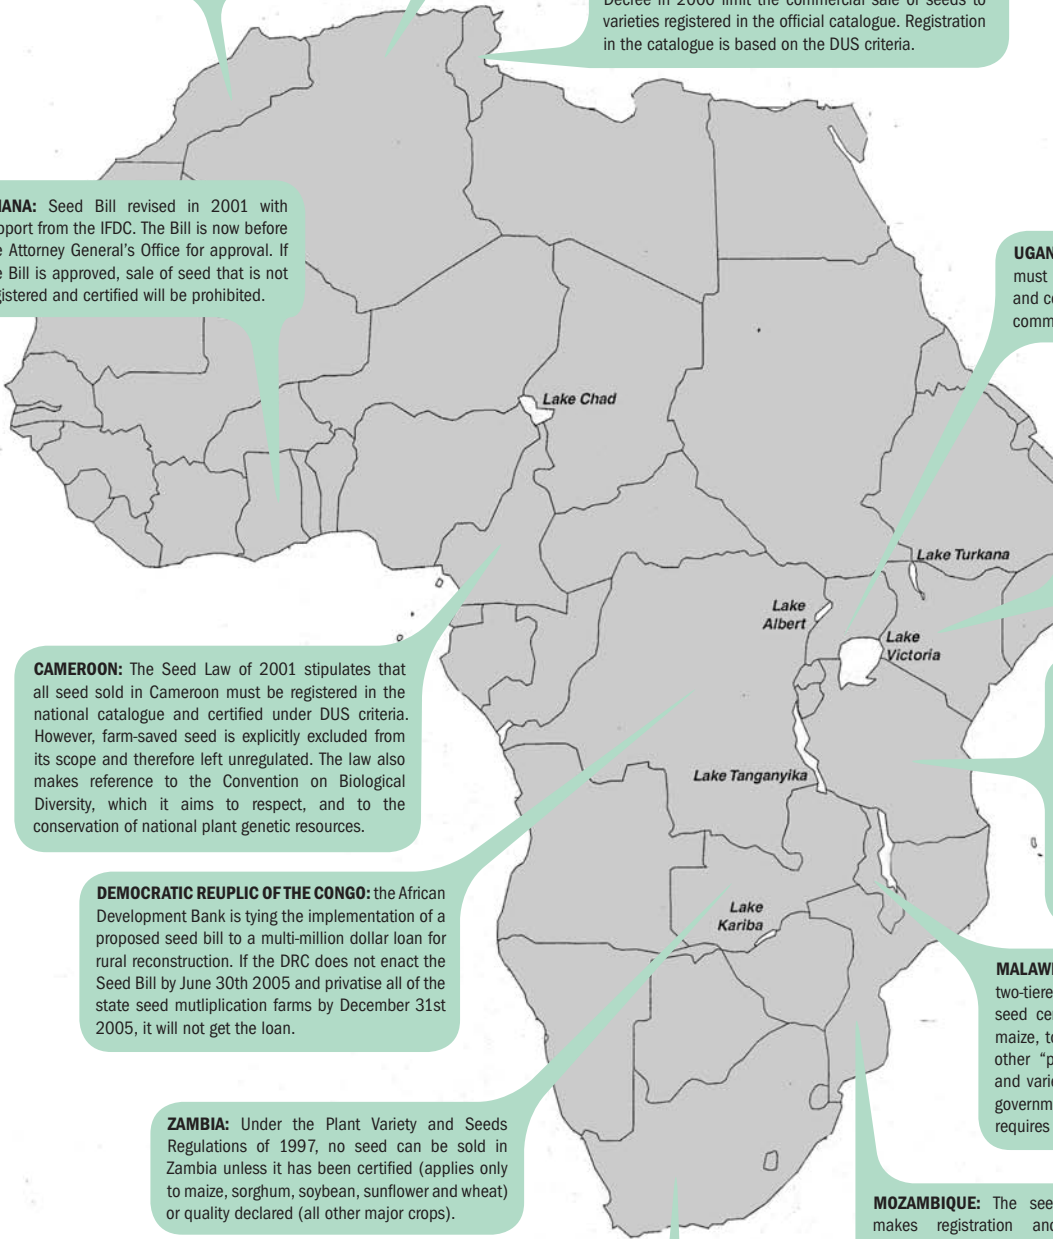 Decree in 2000 limit the commercial sale of seeds to
varieties registered in the official catalogue. Registration
in the catalogue is based on the DUS criteria.
Seed Bill revised in 2001 with
from the IFDC. The Bill is now before
Attorney General's Office for approval. If
Bill is approved, sale of seed that is not
and certified will be prohibited.
must
and
Lake Chad
Lake Turkana
Lake
Albert
Lake
Victoria
CAMEROON: The Seed Law of 2001 stipulates that
all seed sold in Cameroon must be registered in the
national catalogue and certified under DUS criteria.
However, farm-saved seed is explicitly excluded from
its scope and therefore left unregulated. The law also
makes reference to the Convention on Biological
Diversity, which it aims to respect, and to the
conservation of national plant genetic resources.
Lake Tanganyika
DEMOCRATIC REUPLIC OF THE CONGO: the African
Development Bank is tying the implementation of a
proposed seed bill to a multi-million dollar loan for
rural reconstruction. If the DRC does not enact the
Seed Bill by June 30th 2005 and privatise all of the
state seed mutliplication farms by December 31st
2005, it will not get the loan.
Lake
Kariba
MALAWI
two-tiered
seed
maize,
other
and
requires
ZAMBIA: Under the Plant Variety and Seeds
Regulations of 1997, no seed can be sold in
Zambia unless it has been certified (applies only
to maize, sorghum, soybean, sunflower and wheat)
or quality declared (all other major crops).
MOZAMBIQUE: The seed
makes registration and